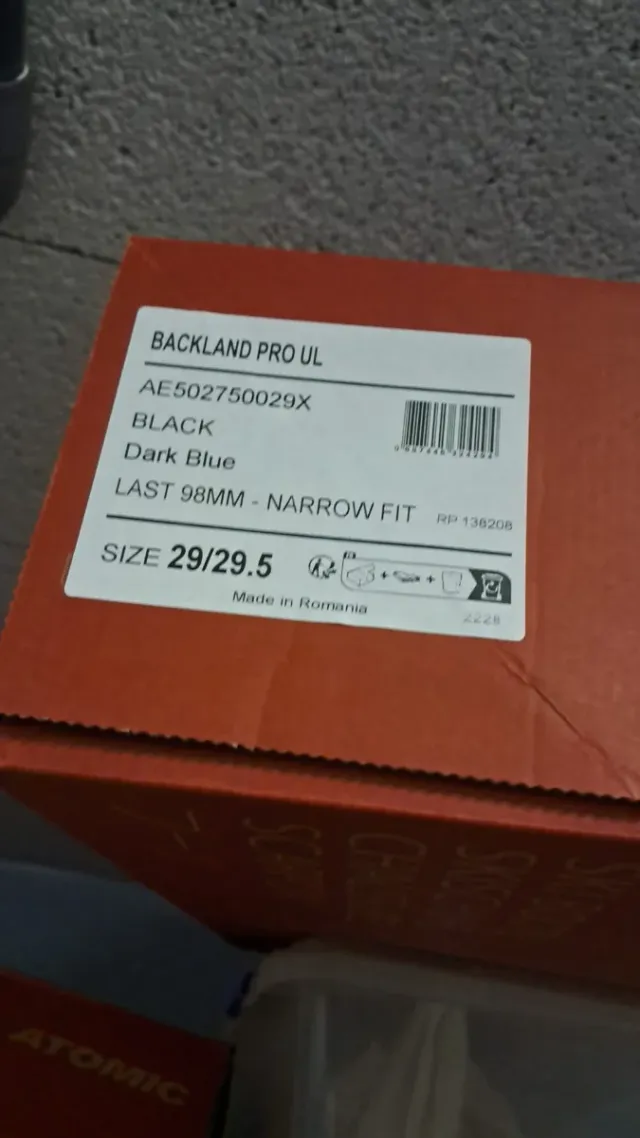 BACKLAND PRO UL
AE502750029X
BLACK
Dark Blue
LAST 98MM - NARROW FIT
RP 136208
SIZE 29/29.5
Made in Romania
2228
ATOMIC